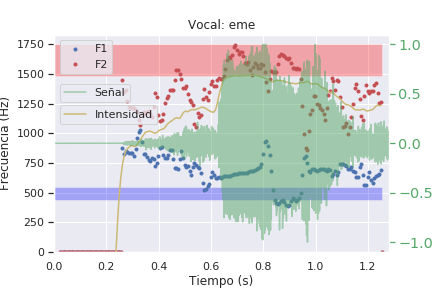 Vocal: eme
F1
F2
Señal
Intensidad
Frecuencia (Hz)
1750
1500
1250
1000
750
500
250
0
1.0
0.5
0.0
−0.5
−1.0
0.0 0.2 0.4 0.6 0.8 1.0 1.2
Tiempo (s)